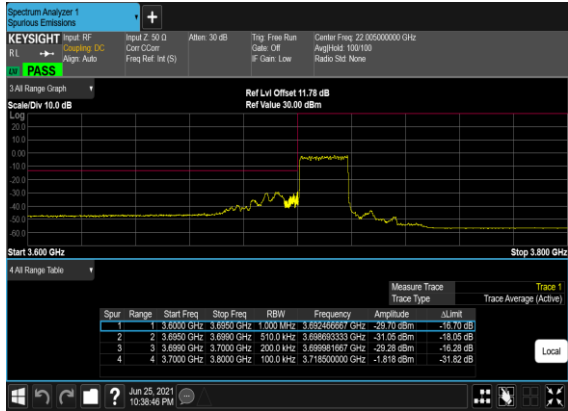 Spectrum Analyzer 1
Spurious Emissions
KEYSIGHT Input: RF Input Z: 50 Ω Atten: 30 dB Trig: Free Run Center Freq: 22.005000000 GHz
RL Coupling: DC Corr CCorr Gate: Off Avg|Hold: 100/100
Align: Auto Freq Ref: Int (S) IF Gain: Low Radio Std: None
LV PASS
3 All Range Graph Ref Lvl Offset 11.78 dB
Scale/Div 10.0 dB Ref Value 30.00 dBm
Log
20.0
10.0
0.00
-10.0
-20.0
-30.0
-40.0
-50.0
-60.0
Start 3.600 GHz Stop 3.800 GHz
4 All Range Table
Measure Trace Trace 1
Trace Type Trace Average (Active)
Spur Range Start Freq Stop Freq RBW Frequency Amplitude ΔLimit
1 1 3.6000 GHz 3.6950 GHz 1.000 MHz 3.692466667 GHz -29.70 dBm -16.70 dB
2 2 3.6950 GHz 3.6990 GHz 510.0 kHz 3.698693333 GHz -31.05 dBm -18.05 dB
3 3 3.6990 GHz 3.7000 GHz 200.0 kHz 3.699981667 GHz -29.28 dBm -16.28 dB
4 4 3.7000 GHz 3.8000 GHz 100.0 kHz 3.718500000 GHz -1.818 dBm -31.82 dB
Local
? Jun 25, 2021
10:38:46 PM